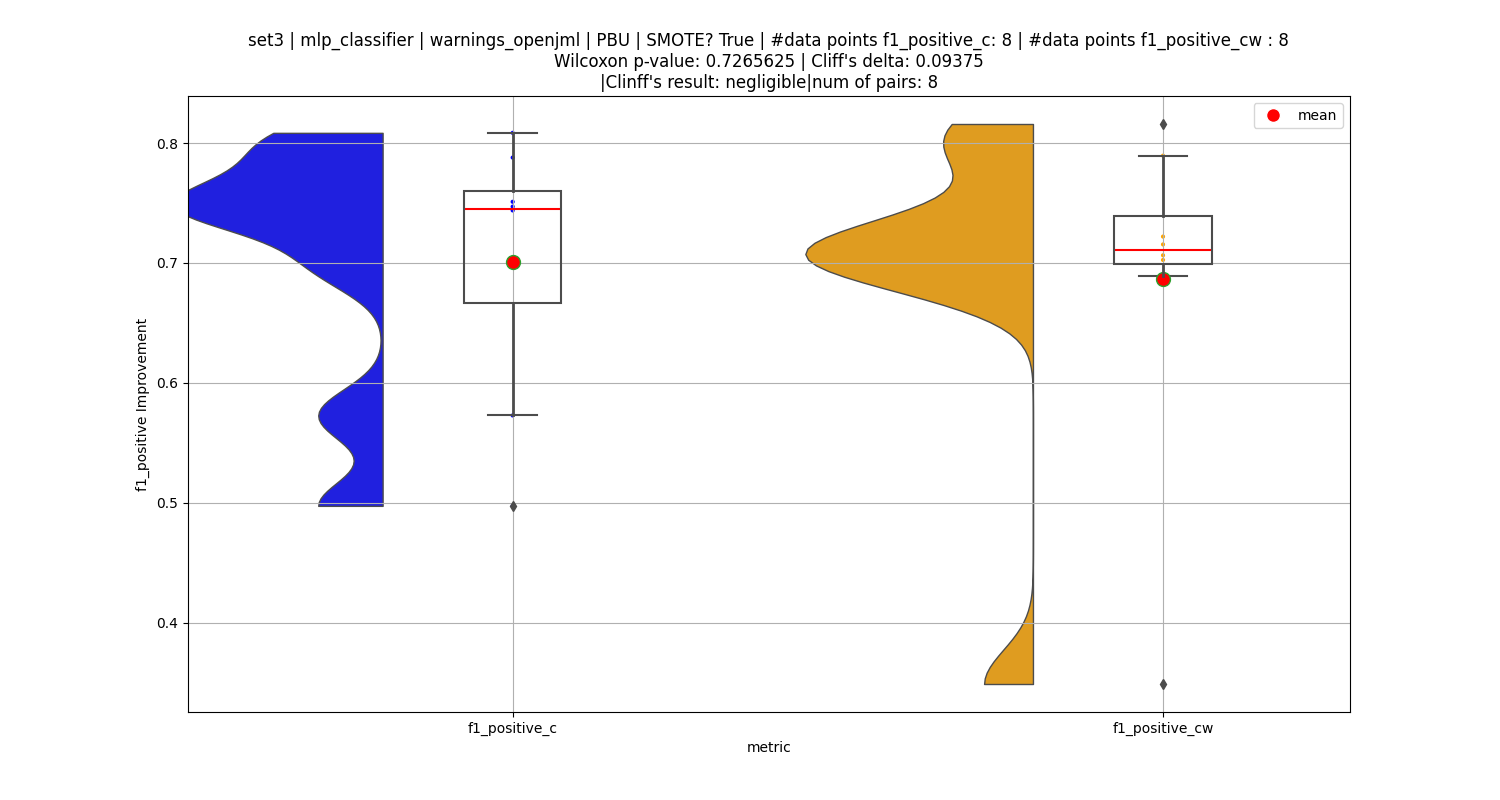 set3 | mlp_classifier | warnings_openjml | PBU | SMOTE? True | #data points f1_positive_c: 8 | #data points f1_positive_cw : 8
Wilcoxon p-value: 0.7265625 | Cliff's delta: 0.09375
|Clinff's result: negligible|num of pairs: 8
mean
0.8
0.7
0.6
0.5
0.4
f1_positive Improvement
f1_positive_c
f1_positive_cw
metric